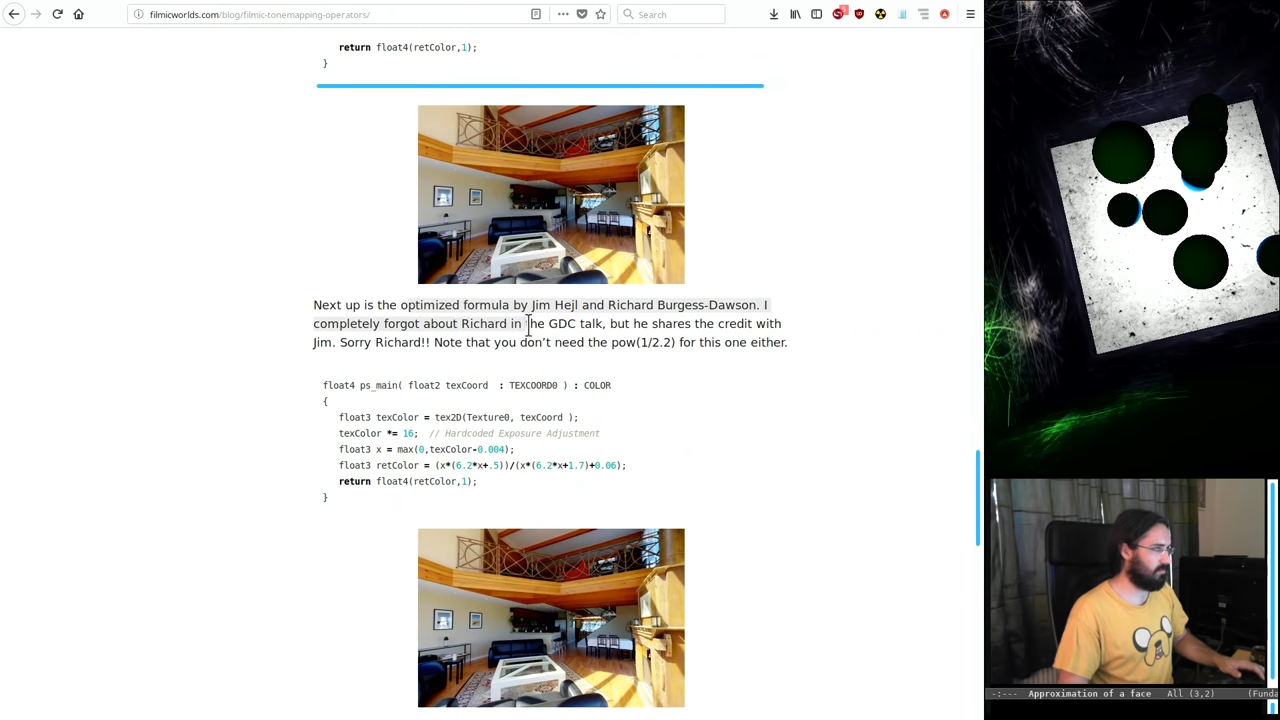 filmicworlds.com/blog/filmic-tonemapping-operators/
Search
return float4(retColor,1);
}
Next up is the optimized formula by Jim Hejl and Richard Burgess-Dawson. I
completely forgot about Richard in the GDC talk, but he shares the credit with
Jim. Sorry Richard!! Note that you don’t need the pow(1/2.2) for this one either.
float4 ps_main( float2 texCoord : TEXCOORD0 ) : COLOR
{
float3 texColor = tex2D(Texture0, texCoord );
texColor *= 16; // Hardcoded Exposure Adjustment
float3 x = max(0,texColor-0.004);
float3 retColor = (x*(6.2*x+.5))/(x*(6.2*x+1.7)+0.06);
return float4(retColor,1);
}
-:--- Approximation of a face All (3,2) (Funda